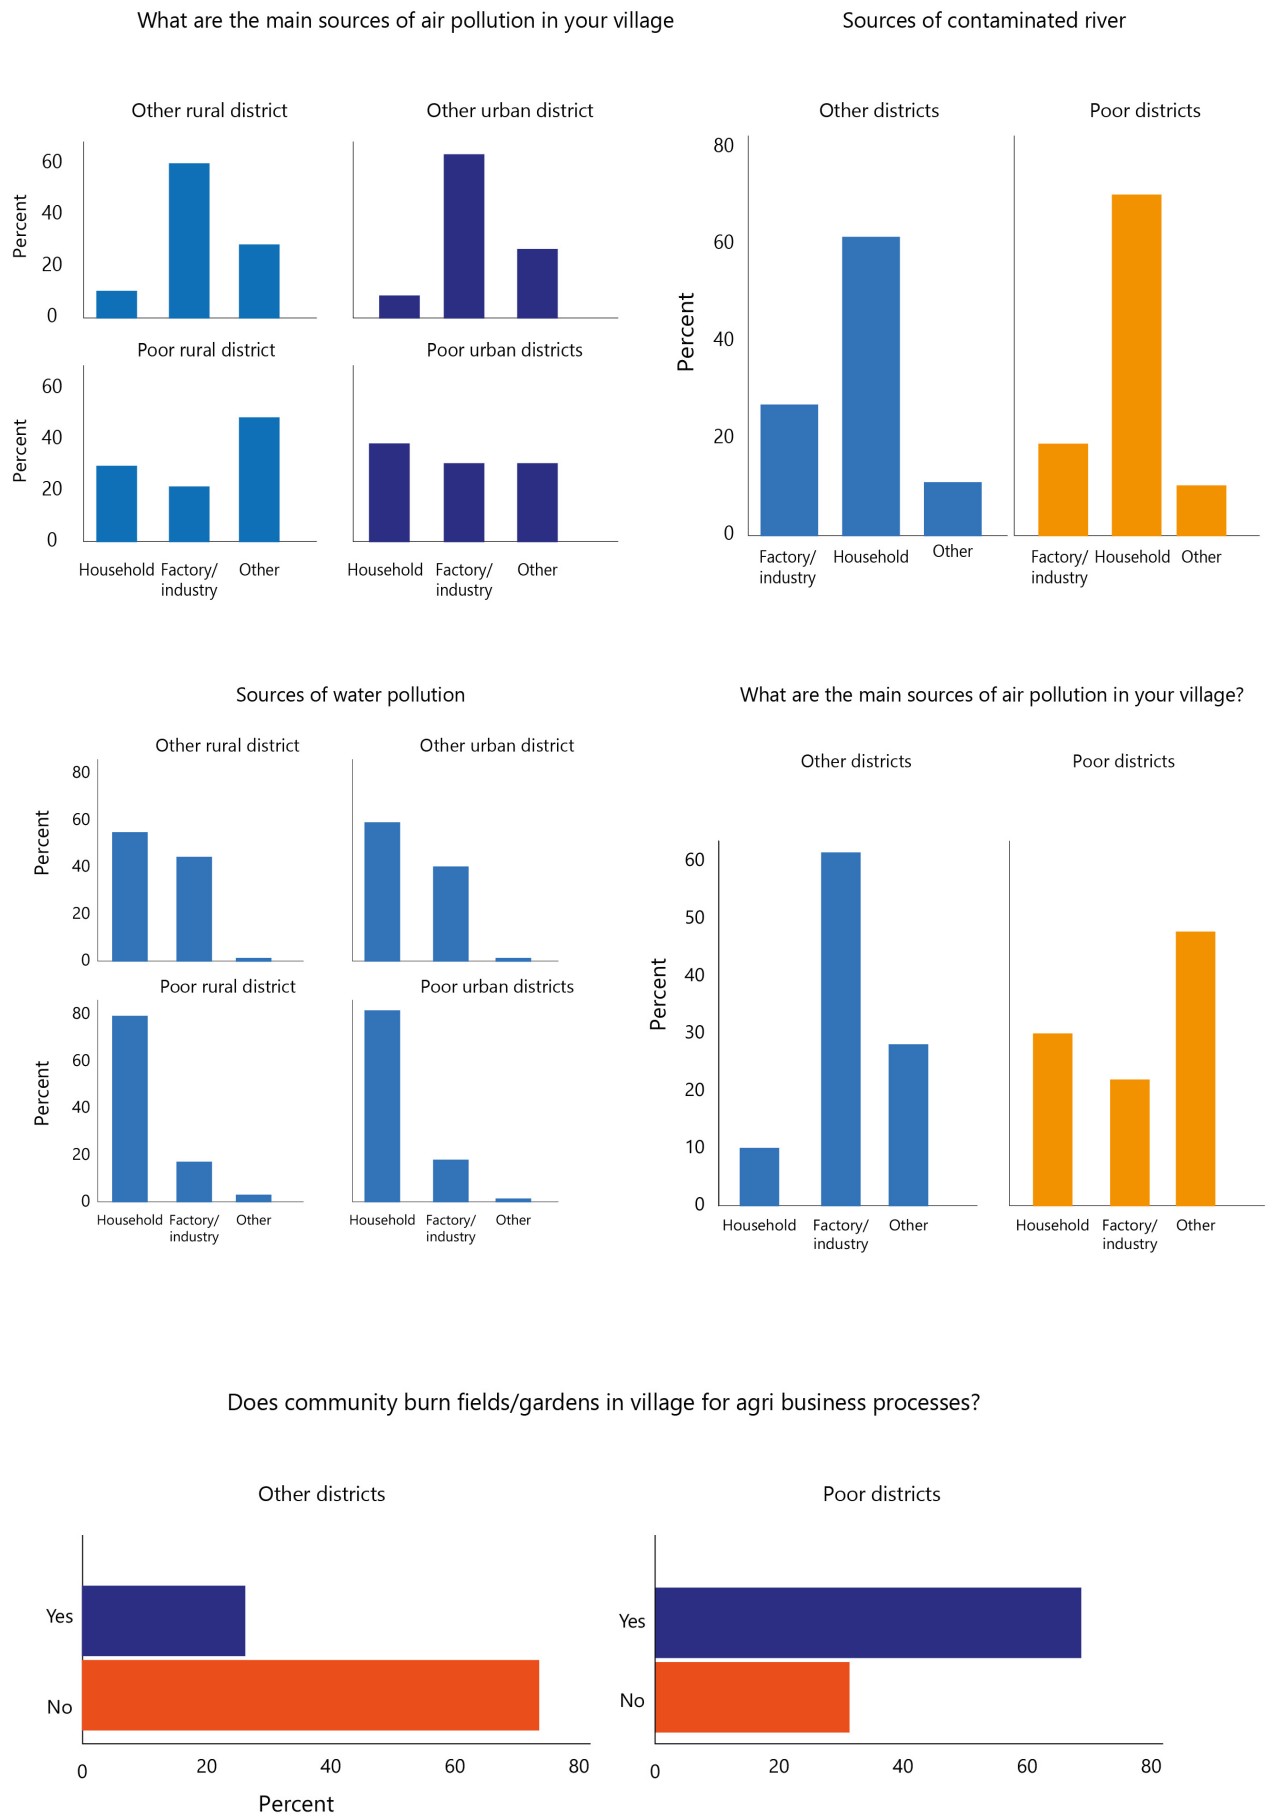 What are the main sources of air pollution in your village
Other rural district
Other urban district
Percent
60
40
20
0
Poor rural district
Poor urban districts
Percent
60
40
20
0
Household
Factory/
industry
Other
Household
Factory/
industry
Other
Sources of contaminated river
Other districts
Poor districts
Percent
80
60
40
20
0
Factory/
industry
Household
Other
Factory/
industry
Household
Other
Sources of water pollution
Other rural district
Other urban district
Percent
80
60
40
20
0
Poor rural district
Poor urban districts
Percent
80
60
40
20
0
Household
Factory/
industry
Other
Household
Factory/
industry
Other
What are the main sources of air pollution in your village?
Other districts
Poor districts
Percent
60
50
40
30
20
10
0
Household
Factory/
industry
Other
Household
Factory/
industry
Other
Does community burn fields/gardens in village for agri business processes?
Other districts
Yes
No
0
20
40
60
80
Percent
Poor districts
Yes
No
0
20
40
60
80